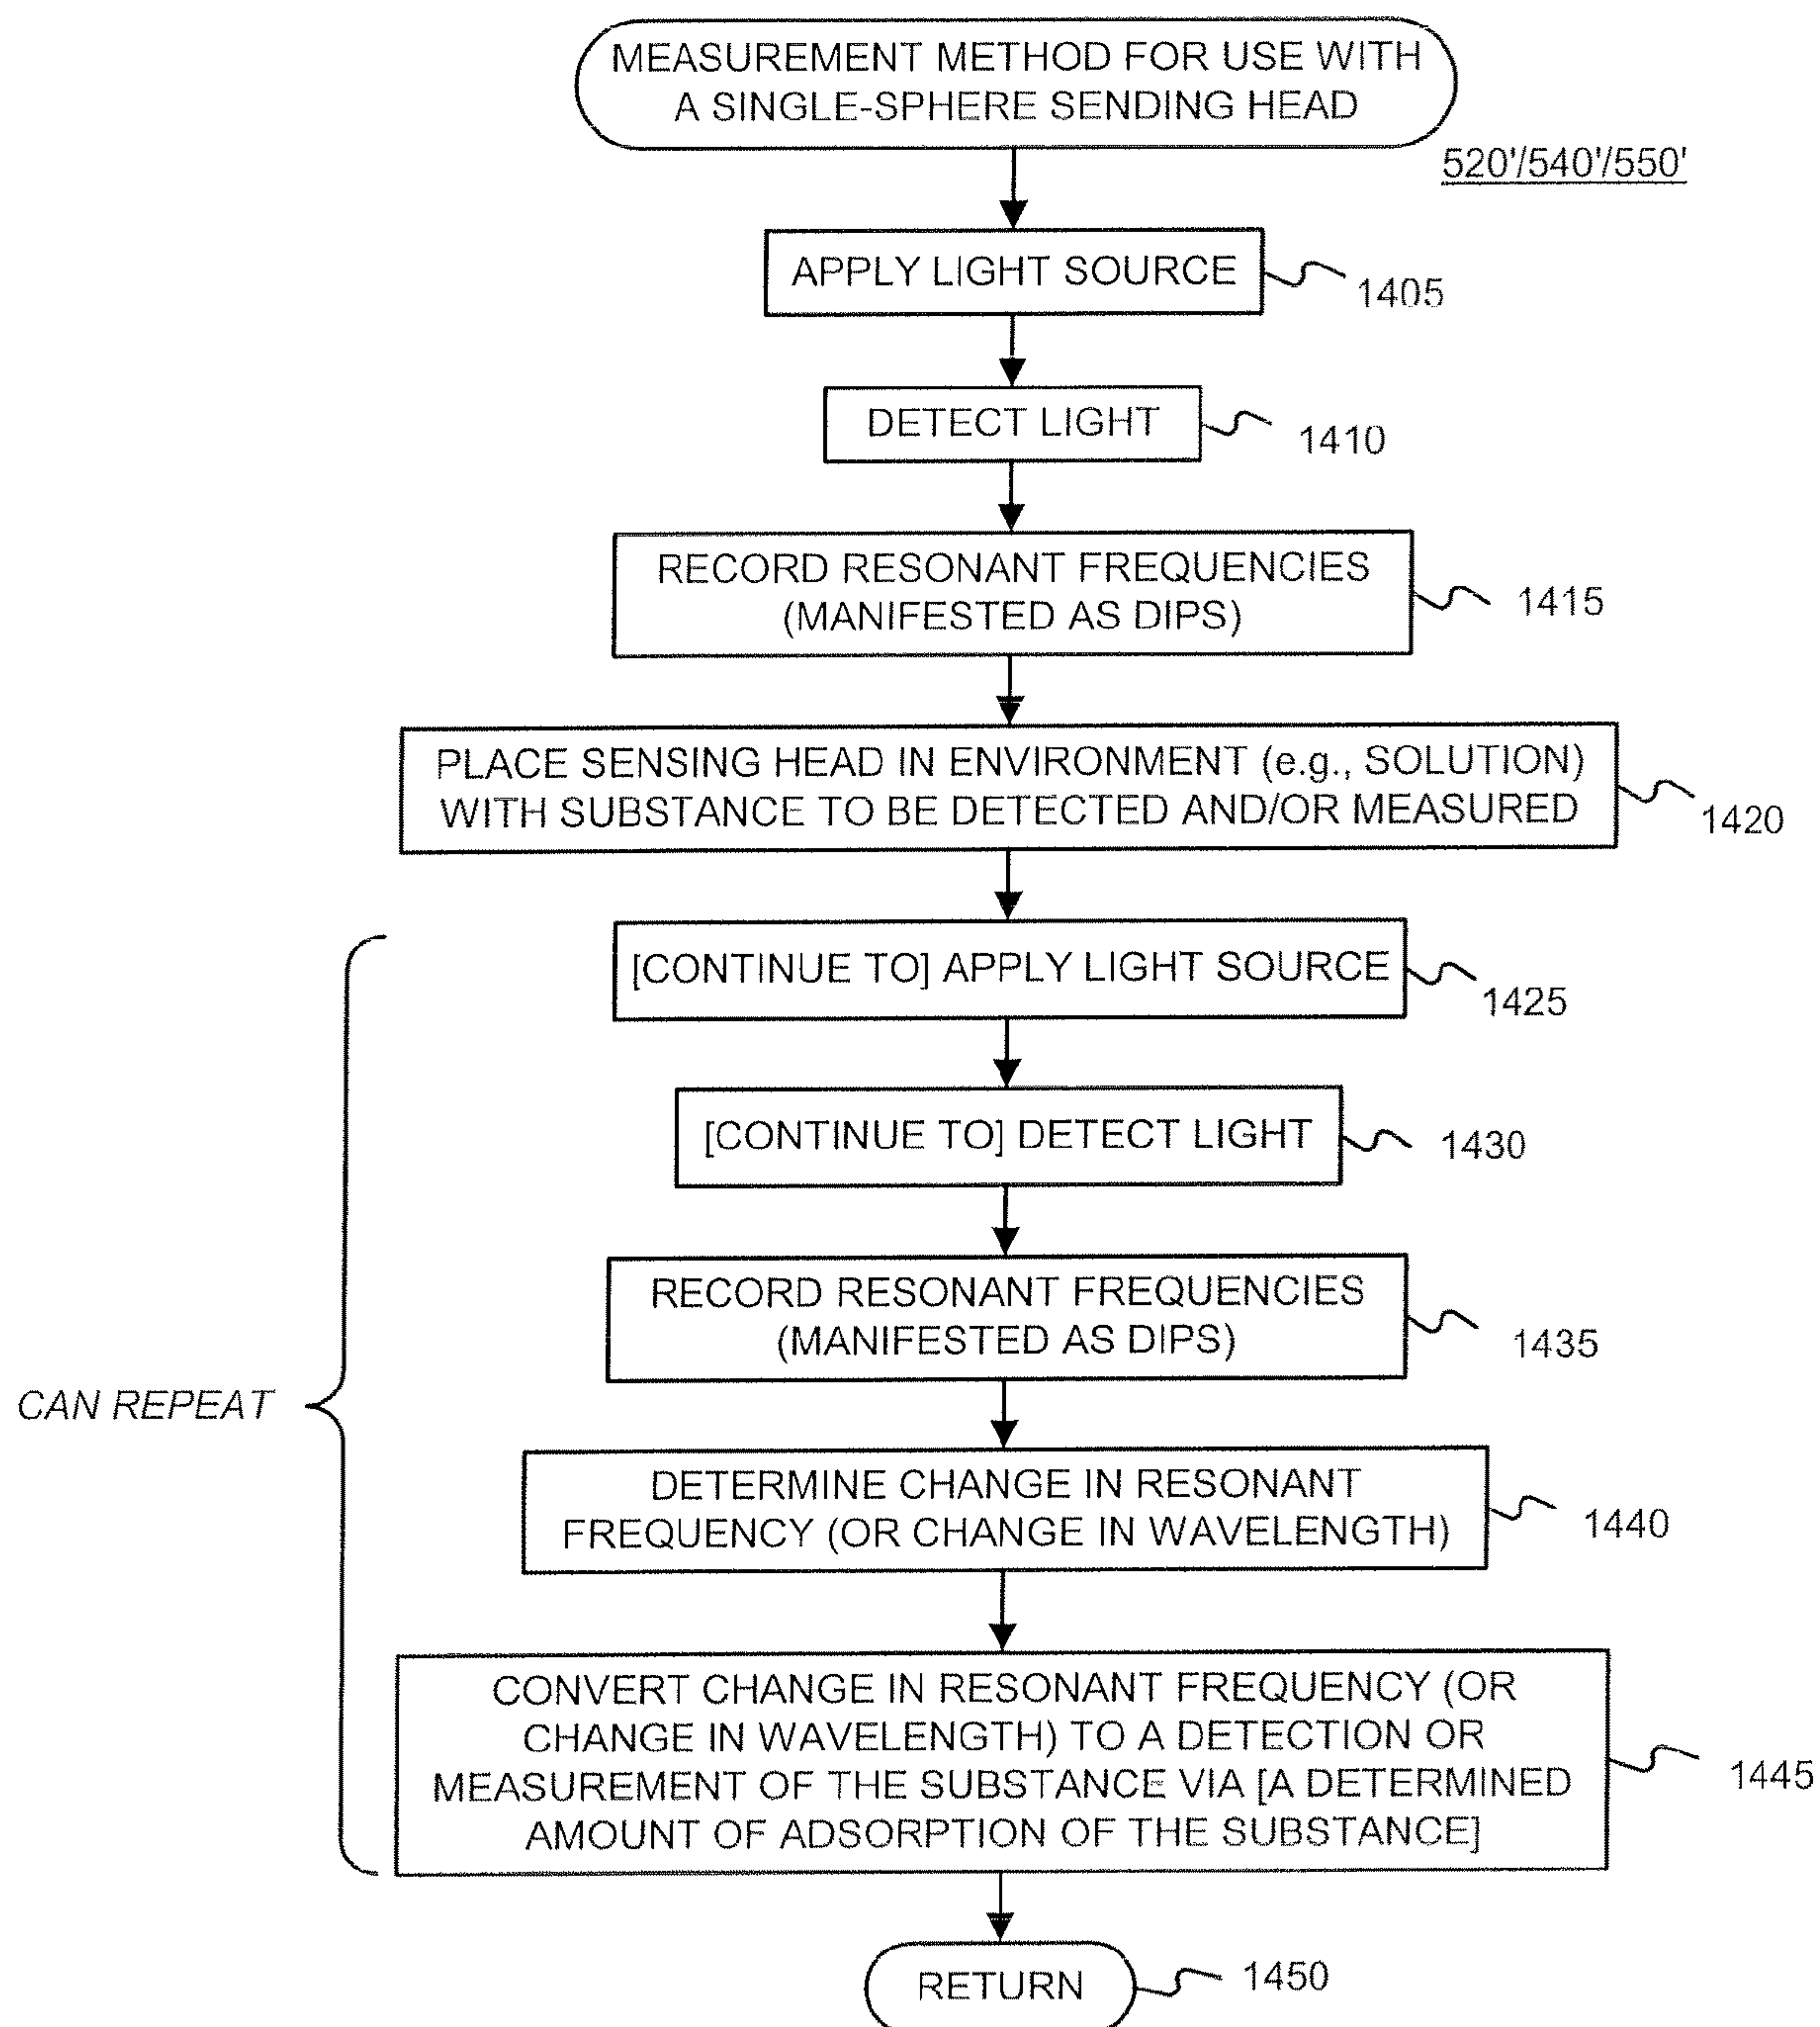 MEASUREMENT METHOD FOR USE WITH
A SINGLE-SPHERE SENDING HEAD
520'/540'/550'
APPLY LIGHT SOURCE
1405
DETECT LIGHT
1410
RECORD RESONANT FREQUENCIES
(MANIFESTED AS DIPS)
1415
PLACE SENSING HEAD IN ENVIRONMENT (e.g., SOLUTION)
WITH SUBSTANCE TO BE DETECTED AND/OR MEASURED
1420
[CONTINUE TO] APPLY LIGHT SOURCE
1425
[CONTINUE TO] DETECT LIGHT
1430
RECORD RESONANT FREQUENCIES
(MANIFESTED AS DIPS)
1435
CAN REPEAT
DETERMINE CHANGE IN RESONANT
FREQUENCY (OR CHANGE IN WAVELENGTH)
1440
CONVERT CHANGE IN RESONANT FREQUENCY (OR
CHANGE IN WAVELENGTH) TO A DETECTION OR
MEASUREMENT OF THE SUBSTANCE VIA [A DETERMINED
AMOUNT OF ADSORPTION OF THE SUBSTANCE]
1445
RETURN
1450